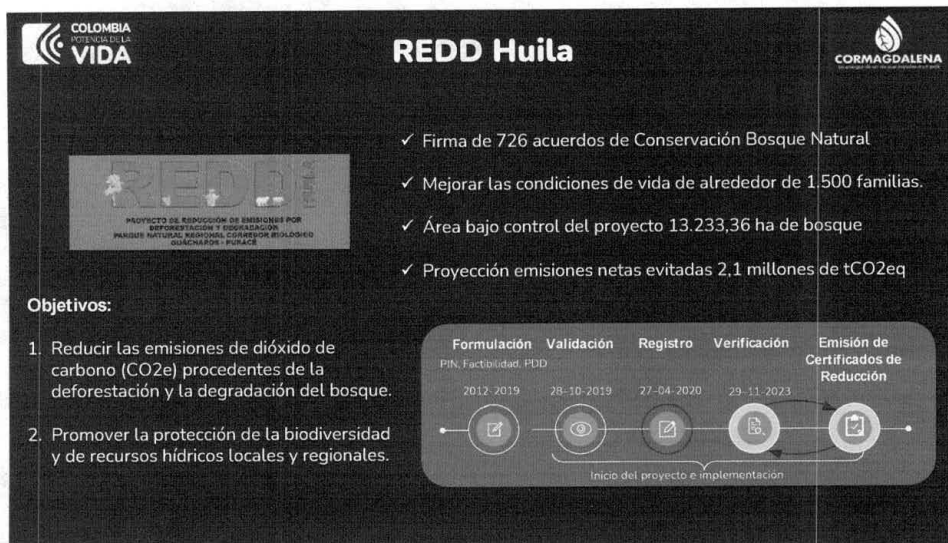 COLOMBIA
POTENCIA DE LA
VIDA
REDD Huila
CORMAGDALENA
REDD
HUILA
PROYECTO DE REDUCCIÓN DE EMISIONES POR
DEFORESTACIÓN Y DEGRADACIÓN
PARQUE NATURAL REGIONAL CORREDOR BIOLÓGICO
GUÁCHAROS - PURACÉ
✓ Firma de 726 acuerdos de Conservación Bosque Natural
✓ Mejorar las condiciones de vida de alrededor de 1.500 familias.
✓ Área bajo control del proyecto 13.233,36 ha de bosque
✓ Proyección emisiones netas evitadas 2,1 millones de tCO2eq
Objetivos:
1. Reducir las emisiones de dióxido de
carbono (CO2e) procedentes de la
deforestación y la degradación del bosque.
2. Promover la protección de la biodiversidad
y de recursos hídricos locales y regionales.
Formulación Validación Registro Verificación Emisión de
Certificados de
Reducción
PIN, Factibilidad, PDD
2012-2019 28-10-2019 27-04-2020 29-11-2023
Inicio del proyecto e implementación